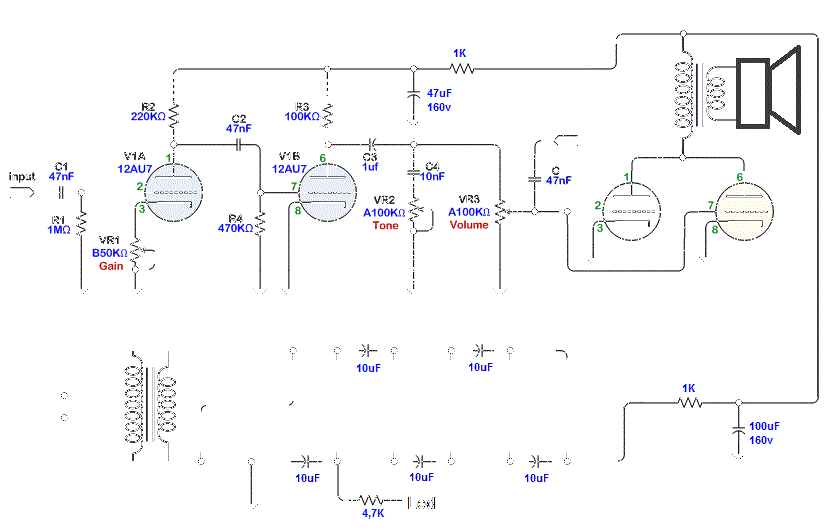 1K
47uF
160v
R2
220KΩ
C2
47nF
R3
100KΩ
input
C1
47nF
V1A
12AU7
1
2
3
V1B
12AU7
6
7
8
C3
1uf
C4
10nF
C
47nF
1
2
3
6
7
8
R1
1MΩ
VR1
B50KΩ
Gain
R4
470KΩ
VR2
A100KΩ
Tone
VR3
A100KΩ
Volume
10uF
10uF
1K
100uF
160v
10uF
10uF
10uF
4,7K
Led